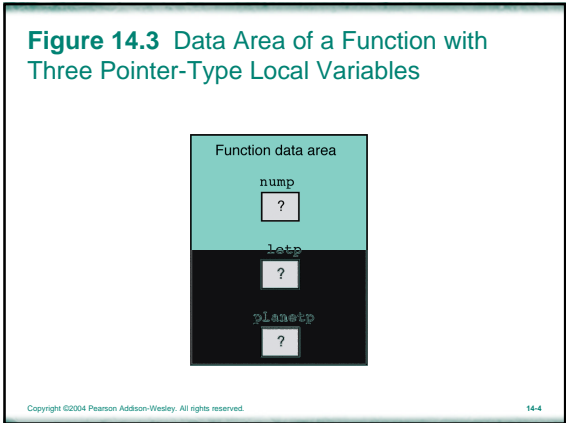 Figure 14.3 Data Area of a Function with
Three Pointer-Type Local Variables
Function data area
nump
?
letp
?
planetp
?
Copyright ©2004 Pearson Addison-Wesley. All rights reserved. 14-4